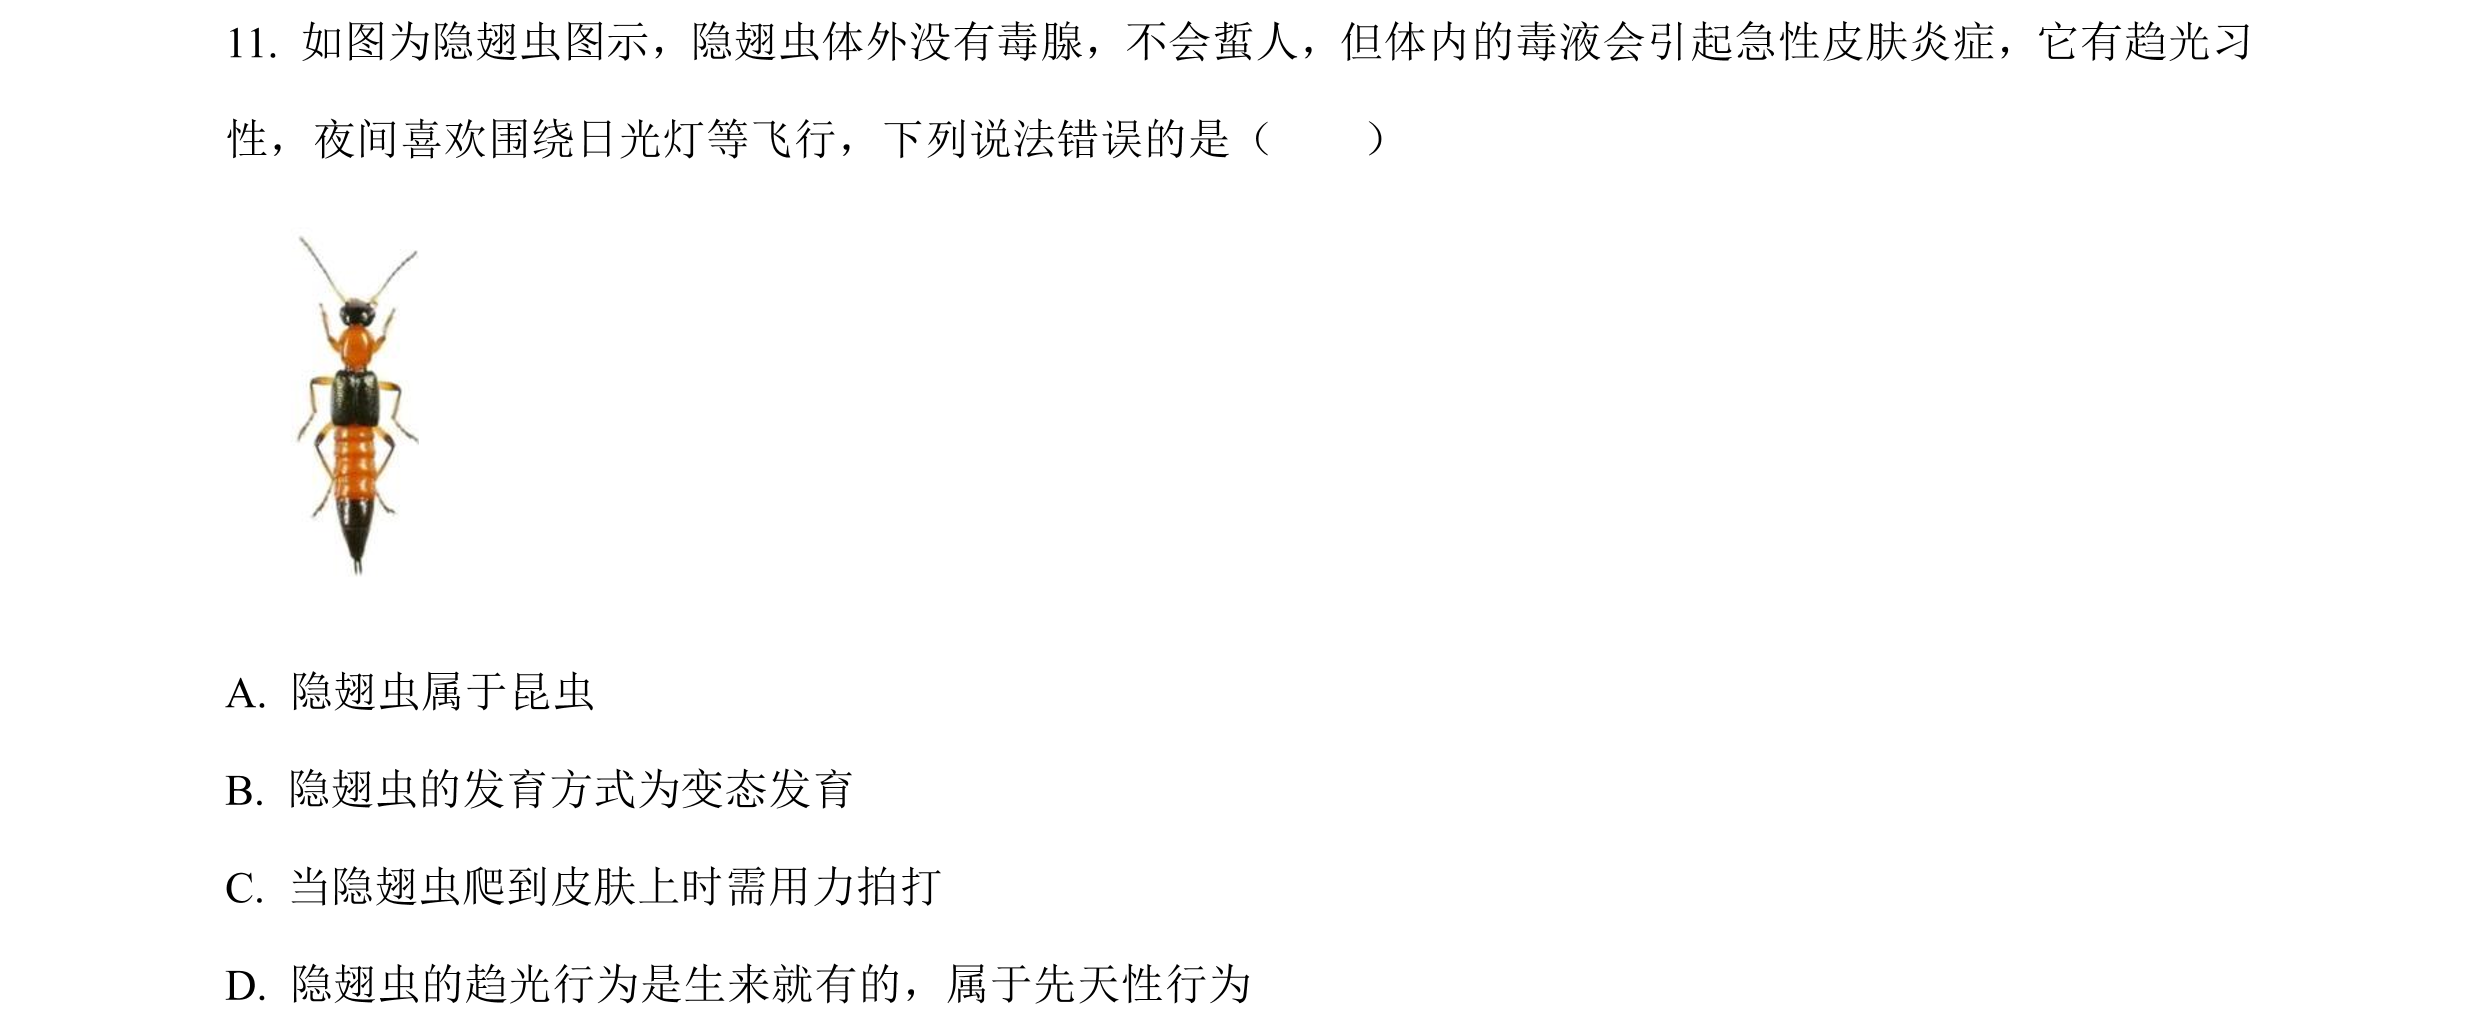 11. 如图为隐翅虫图示，隐翅虫体外没有毒腺，不会蜇人，但体内的毒液会引起急性皮肤炎症，它有趋光习
性，夜间喜欢围绕日光灯等飞行，下列说法错误的是（　　）
A. 隐翅虫属于昆虫
B. 隐翅虫的发育方式为变态发育
C. 当隐翅虫爬到皮肤上时需用力拍打
D. 隐翅虫的趋光行为是生来就有的，属于先天性行为